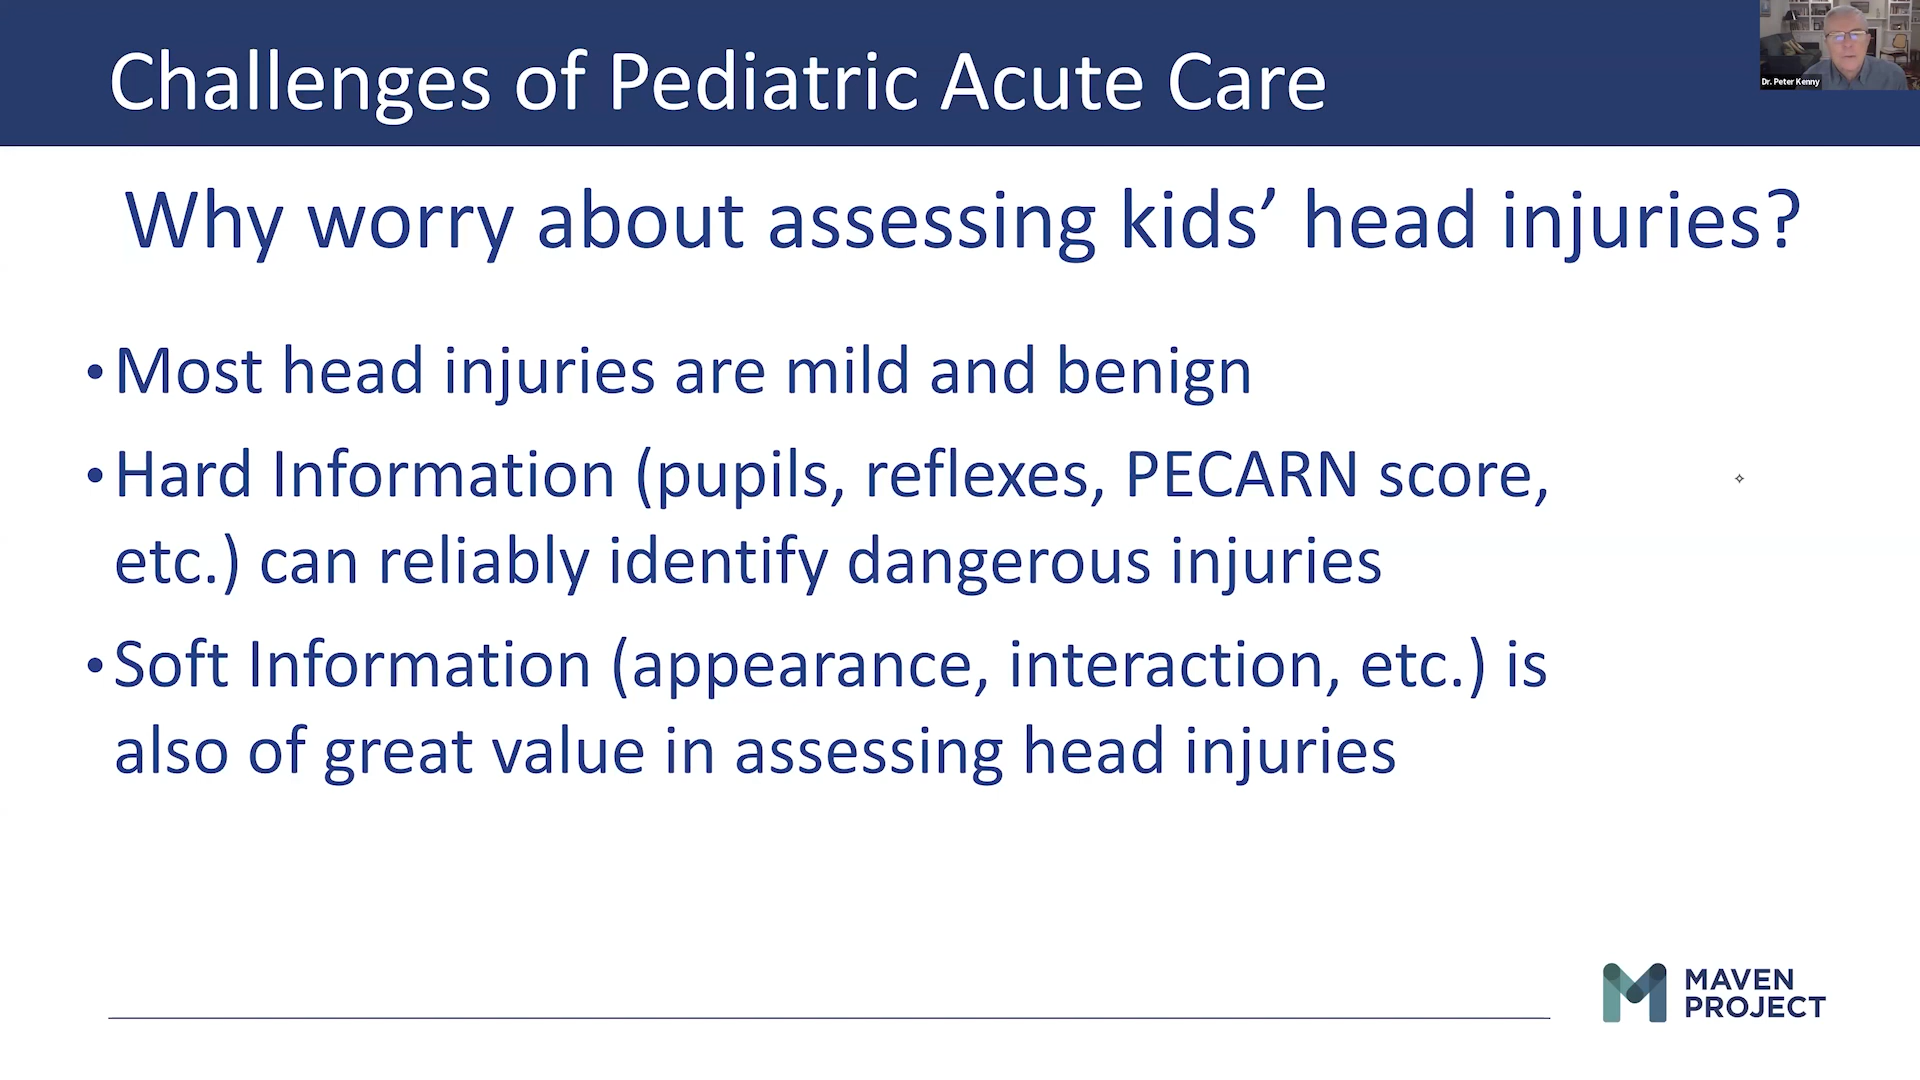 Challenges of Pediatric Acute Care
Dr. Peter Kenny
Why worry about assessing kids’ head injuries?
•Most head injuries are mild and benign
•Hard Information (pupils, reflexes, PECARN score,
etc.) can reliably identify dangerous injuries
•Soft Information (appearance, interaction, etc.) is
also of great value in assessing head injuries
MAVEN
PROJECT